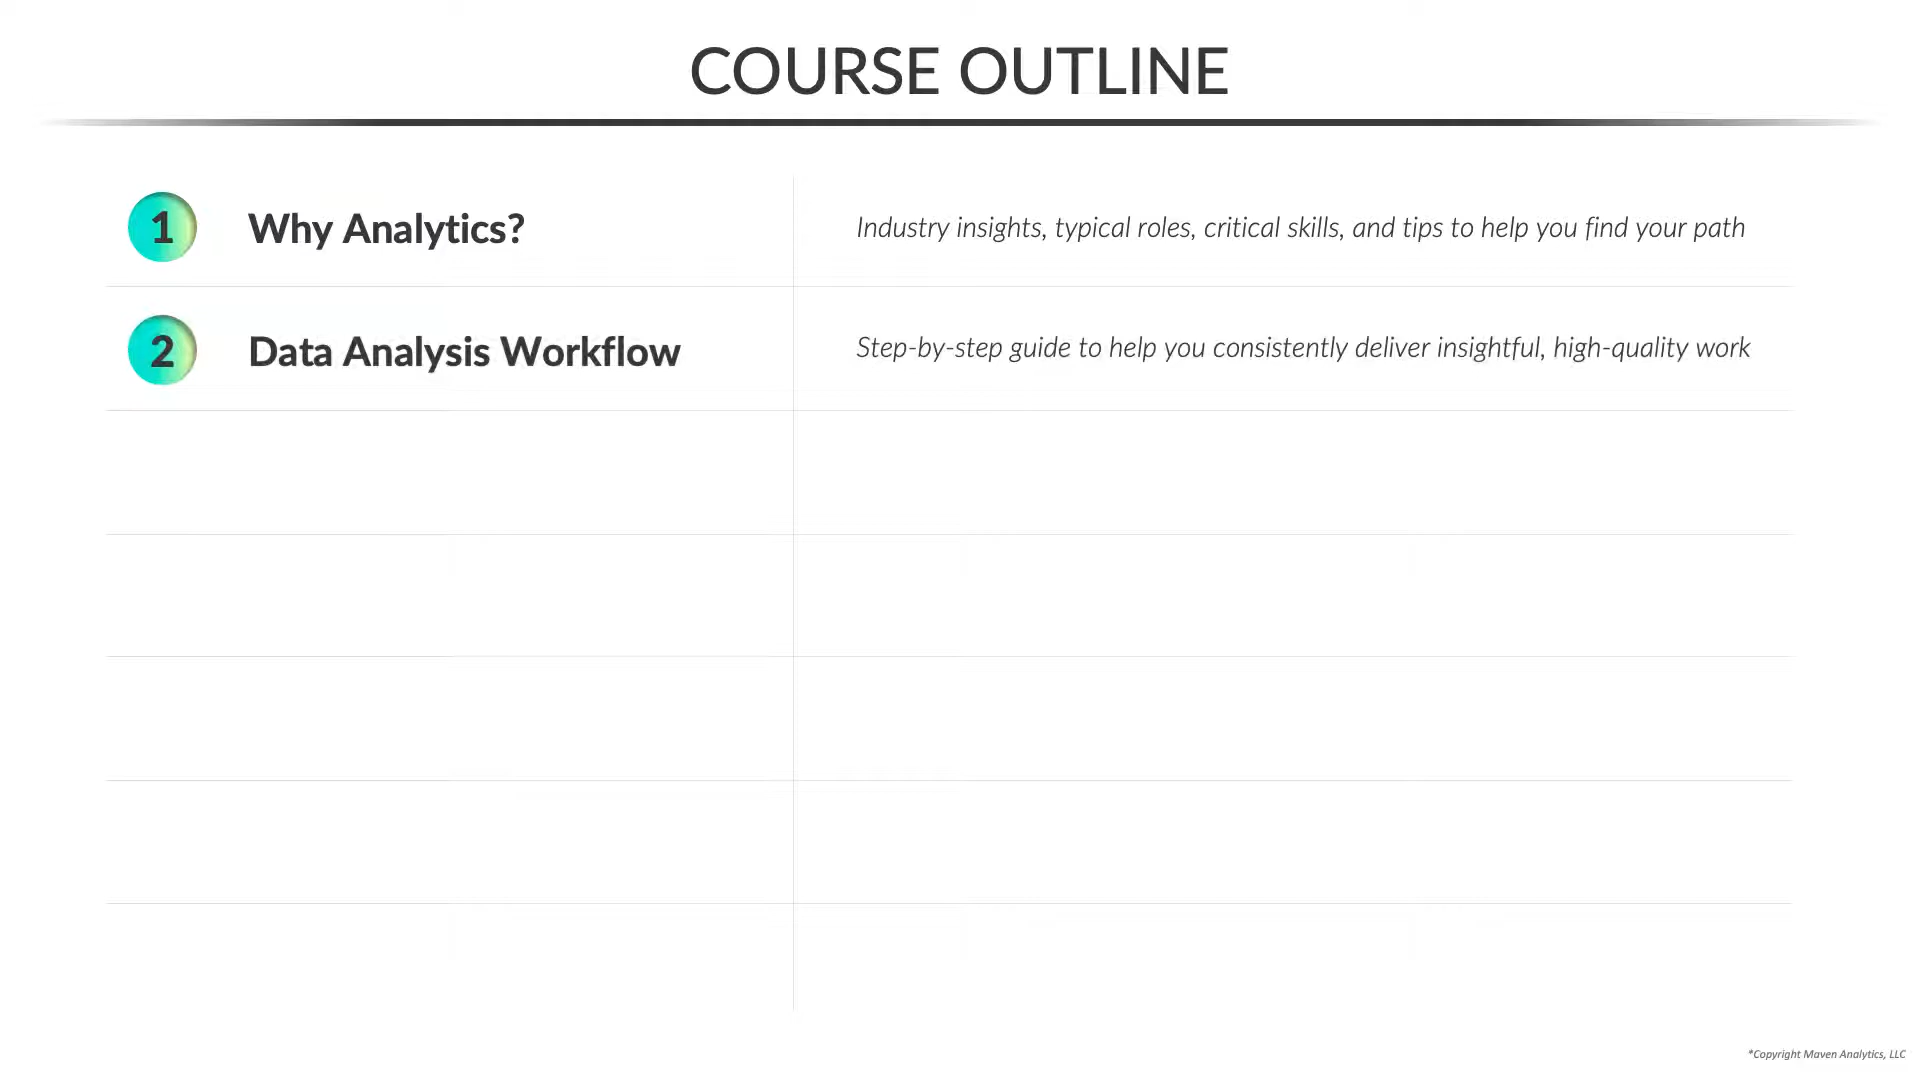 COURSE OUTLINE
1 Why Analytics? Industry insights, typical roles, critical skills, and tips to help you find your path
2 Data Analysis Workflow Step-by-step guide to help you consistently deliver insightful, high-quality work
*Copyright Maven Analytics, LLC